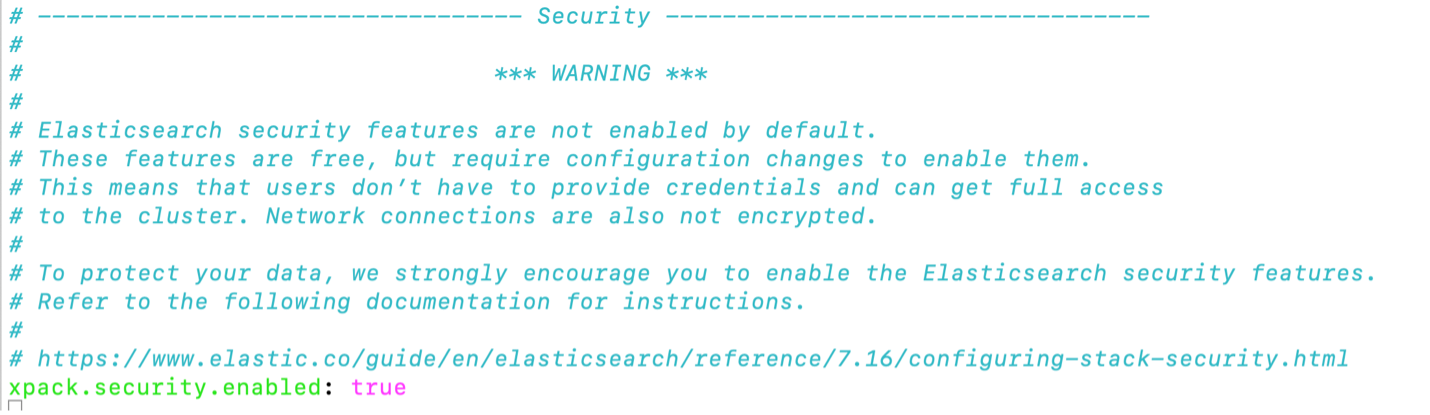 # ---------------------------------- Security ----------------------------------
#
#                                 *** WARNING ***
#
# Elasticsearch security features are not enabled by default.
# These features are free, but require configuration changes to enable them.
# This means that users don’t have to provide credentials and can get full access
# to the cluster. Network connections are also not encrypted.
#
# To protect your data, we strongly encourage you to enable the Elasticsearch security features.
# Refer to the following documentation for instructions.
#
# https://www.elastic.co/guide/en/elasticsearch/reference/7.16/configuring-stack-security.html
xpack.security.enabled: true